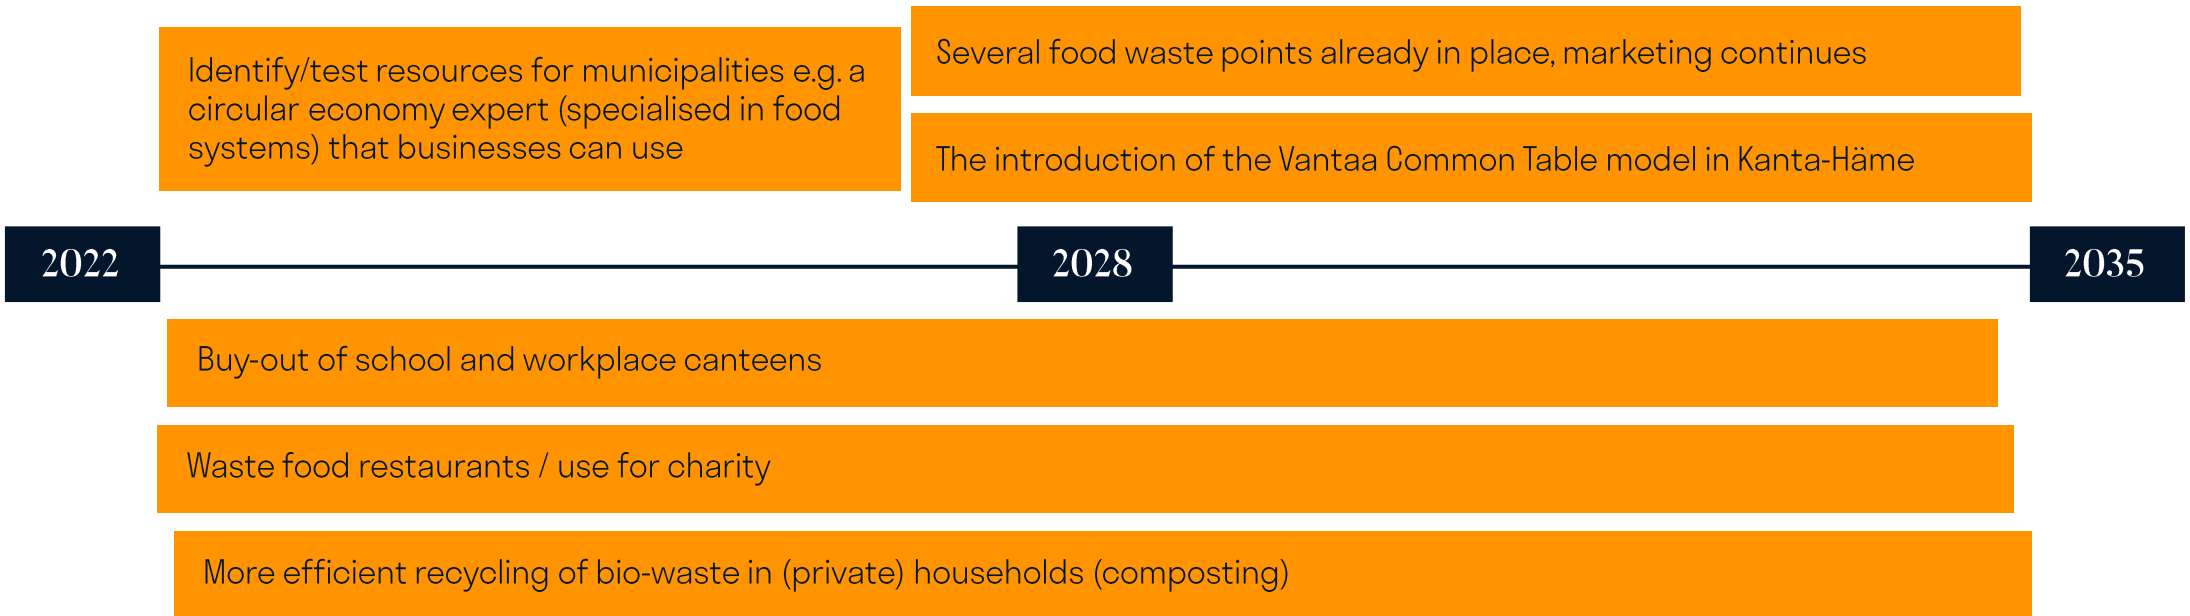 Identify/test resources for municipalities e.g. a
circular economy expert (specialised in food
systems) that businesses can use
Several food waste points already in place, marketing continues
The introduction of the Vantaa Common Table model in Kanta-Häme
2022
2028
2035
Buy-out of school and workplace canteens
Waste food restaurants / use for charity
More efficient recycling of bio-waste in (private) households (composting)